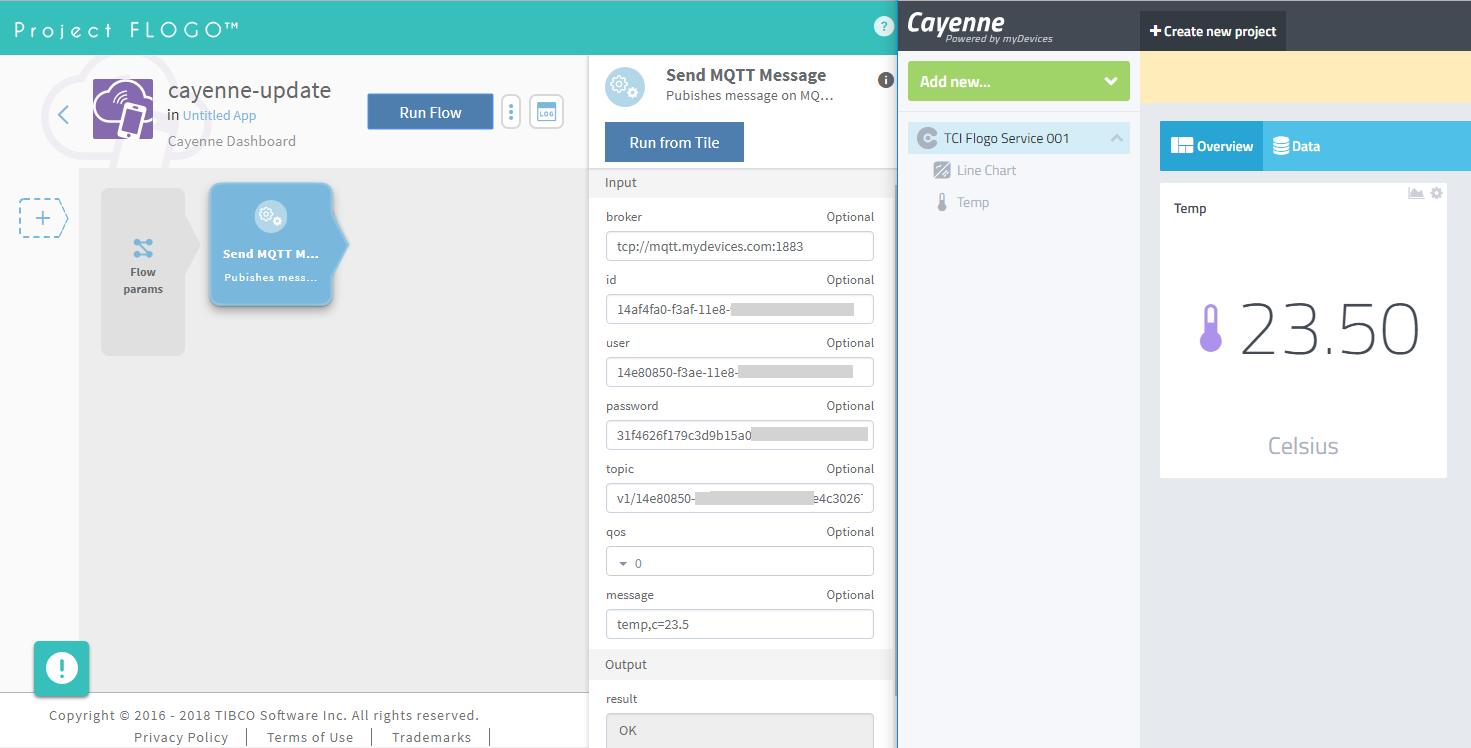 Project FLOGO™
?
cayenne-update
in Untitled App
Cayenne Dashboard
Run Flow
LOG
+
Flow
params
Send MQTT M...
Pubishes mess...
!
Copyright © 2016 - 2018 TIBCO Software Inc. All rights reserved.
Privacy Policy
Terms of Use
Trademarks
Send MQTT Message
Pubishes message on MQ...
i
Run from Tile
Input
broker Optional
tcp://mqtt.mydevices.com:1883
id Optional
14af4fa0-f3af-11e8-
user Optional
14e80850-f3ae-11e8-
password Optional
31f4626f179c3d9b15a0
topic Optional
v1/14e80850- e4c30267
qos Optional
0
message Optional
temp,c=23.5
Output
result
OK
Cayenne
Powered by myDevices
+ Create new project
Add new...
TCI Flogo Service 001
Line Chart
Temp
Overview
Data
Temp
23.50
Celsius